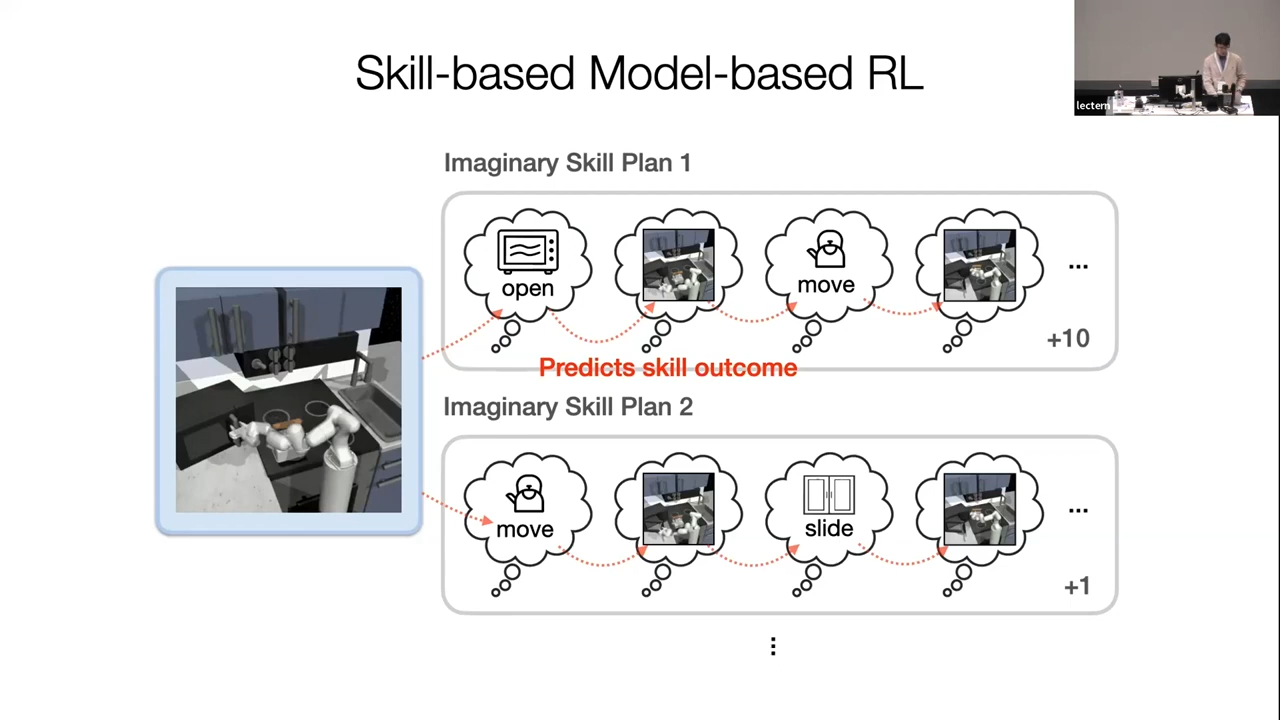 Skill-based Model-based RL
lectern
Imaginary Skill Plan 1
open
move
...
+10
Predicts skill outcome
Imaginary Skill Plan 2
move
slide
...
+1